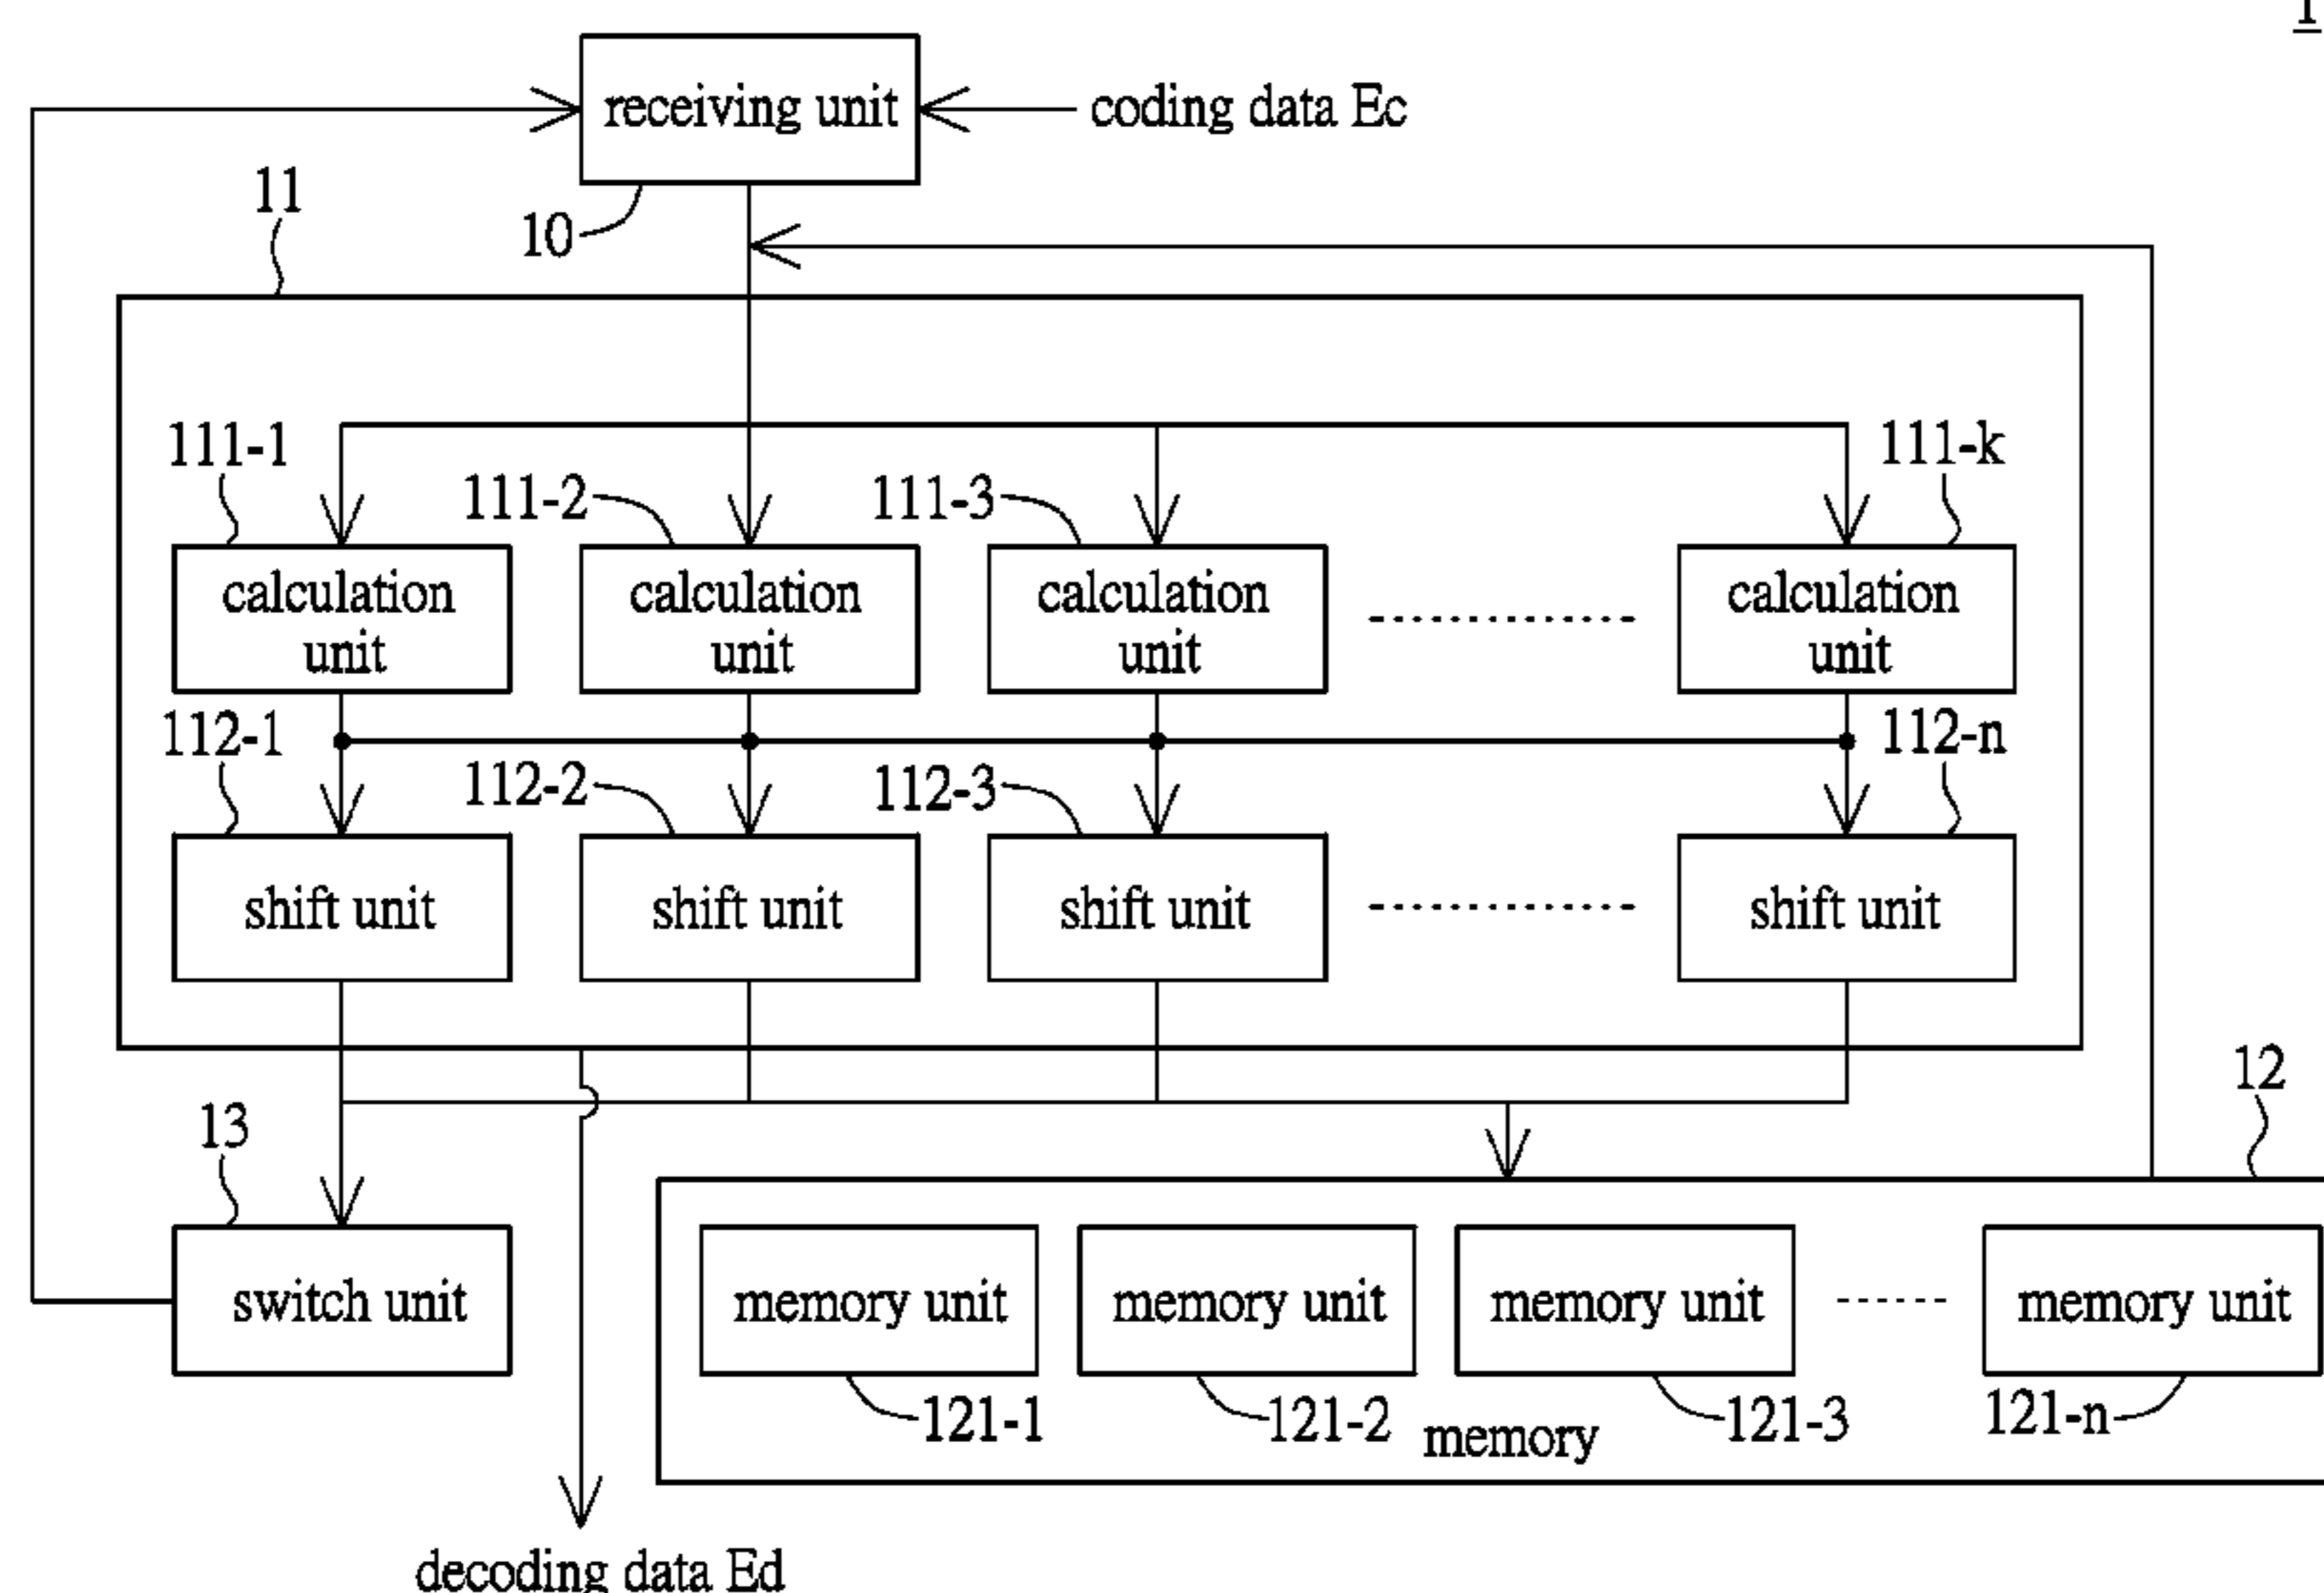 1
receiving unit
coding data Ec
11
10
111-1
111-2
111-3
111-k
calculation
unit
calculation
unit
calculation
unit
calculation
unit
112-1
112-2
112-3
112-n
shift unit
shift unit
shift unit
shift unit
12
13
switch unit
memory unit
memory unit
memory unit
memory unit
121-1
121-2
memory
121-3
121-n
decoding data Ed